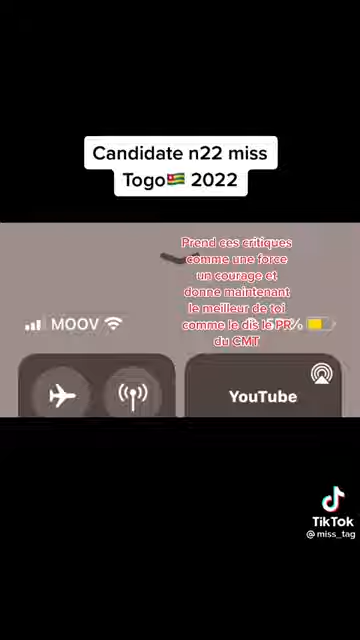 Candidate n22 miss
Togo🇹🇬 2022
Prend ces critiques
comme une force
un courage et
donne maintenant
le meilleur de toi
comme le dis le PR
du CMT
MOOV
%
YouTube
TikTok
@miss_tag